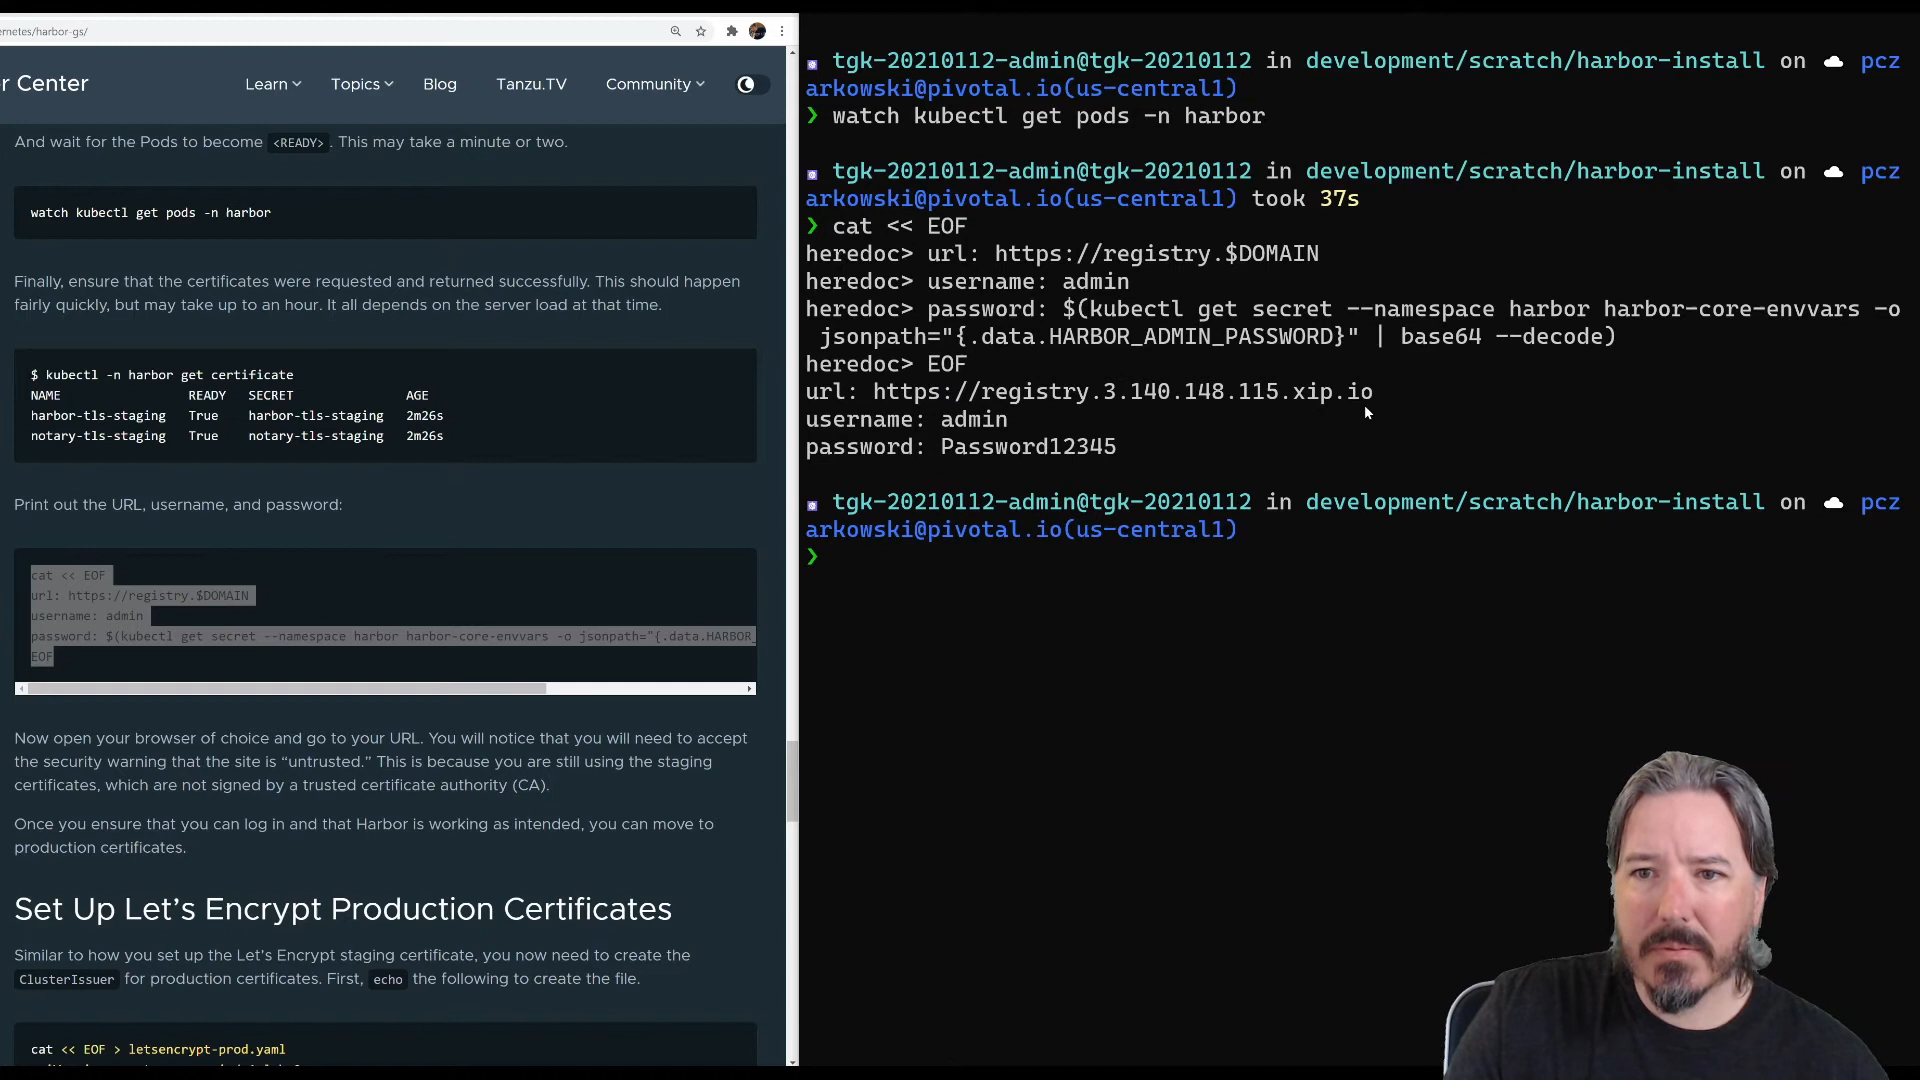 ernetes/harbor-gs/
r Center
Learn
Topics
Blog
Tanzu.TV
Community
And wait for the Pods to become <READY>. This may take a minute or two.
watch kubectl get pods -n harbor
Finally, ensure that the certificates were requested and returned successfully. This should happen
fairly quickly, but may take up to an hour. It all depends on the server load at that time.
$ kubectl -n harbor get certificate
NAME READY SECRET AGE
harbor-tls-staging True harbor-tls-staging 2m26s
notary-tls-staging True notary-tls-staging 2m26s
Print out the URL, username, and password:
cat << EOF
url: https://registry.$DOMAIN
username: admin
password: $(kubectl get secret --namespace harbor harbor-core-envvars -o jsonpath="{.data.HARBOR_
EOF
Now open your browser of choice and go to your URL. You will notice that you will need to accept
the security warning that the site is “untrusted.” This is because you are still using the staging
certificates, which are not signed by a trusted certificate authority (CA).
Once you ensure that you can log in and that Harbor is working as intended, you can move to
production certificates.
Set Up Let’s Encrypt Production Certificates
Similar to how you set up the Let’s Encrypt staging certificate, you now need to create the
ClusterIssuer for production certificates. First, echo the following to create the file.
cat << EOF > letsencrypt-prod.yaml
tgk-20210112-admin@tgk-20210112 in development/scratch/harbor-install on pcz
arkowski@pivotal.io(us-central1)
❯ watch kubectl get pods -n harbor
tgk-20210112-admin@tgk-20210112 in development/scratch/harbor-install on pcz
arkowski@pivotal.io(us-central1) took 37s
❯ cat << EOF
heredoc> url: https://registry.$DOMAIN
heredoc> username: admin
heredoc> password: $(kubectl get secret --namespace harbor harbor-core-envvars -o
jsonpath="{.data.HARBOR_ADMIN_PASSWORD}" | base64 --decode)
heredoc> EOF
url: https://registry.3.140.148.115.xip.io
username: admin
password: Password12345
tgk-20210112-admin@tgk-20210112 in development/scratch/harbor-install on pcz
arkowski@pivotal.io(us-central1)
❯